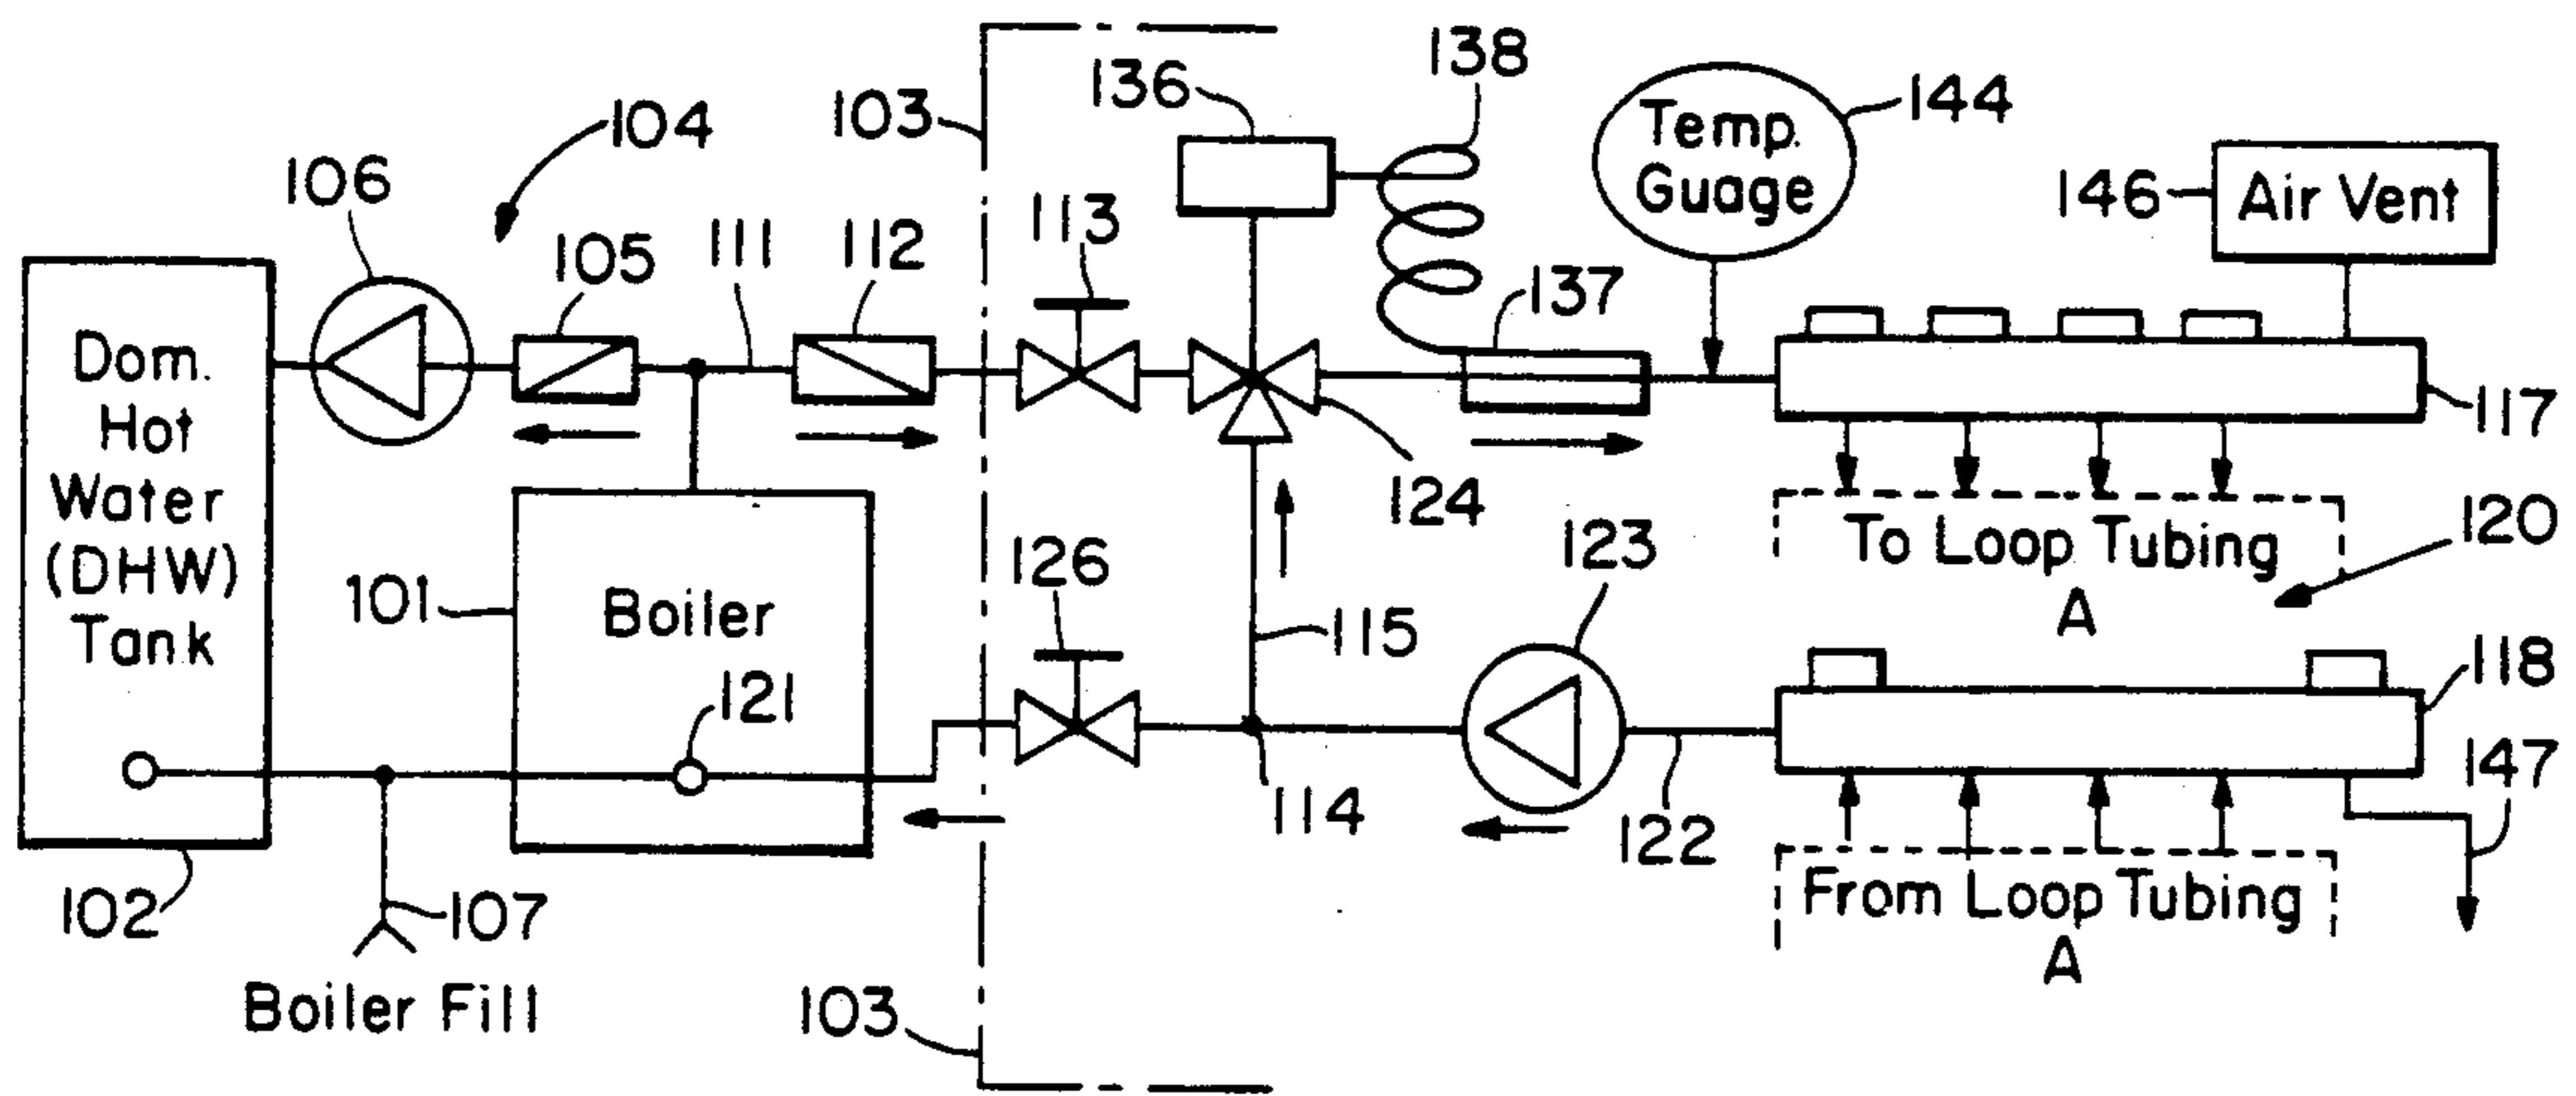 138
136
144
103
104
Temp.
Guage
106
146
Air Vent
113
105
111
112
137
Dom.
Hot
Water
(DHW)
Tank
117
124
To Loop Tubing
A
120
123
126
101
Boiler
115
118
121
147
114
122
From Loop Tubing
A
102
107
Boiler Fill
103